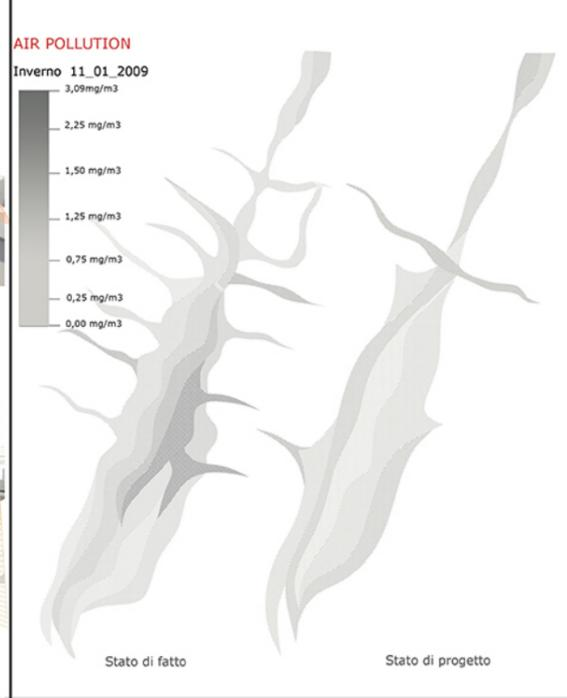 AIR POLLUTION
Inverno 11_01_2009
3,09mg/m3
2,25 mg/m3
1,50 mg/m3
1,25 mg/m3
0,75 mg/m3
0,25 mg/m3
0,00 mg/m3
Stato di fatto
Stato di progetto